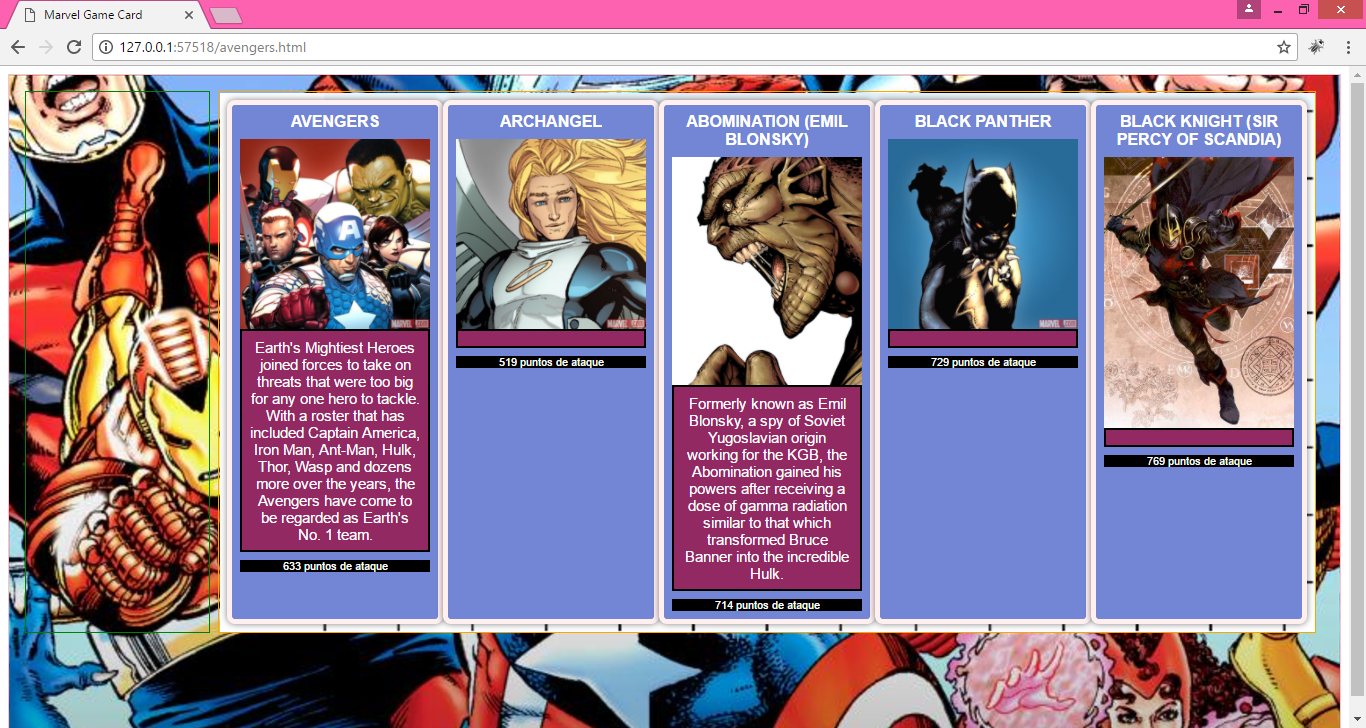 Marvel Game Card
127.0.0.1:57518/avengers.html
AVENGERS
A
MARVEL
Earth's Mightiest Heroes
joined forces to take on
threats that were too big
for any one hero to tackle.
With a roster that has
included Captain America,
Iron Man, Ant-Man, Hulk,
Thor, Wasp and dozens
more over the years, the
Avengers have come to
be regarded as Earth's
No. 1 team.
633 puntos de ataque
ARCHANGEL
MARVEL
519 puntos de ataque
ABOMINATION (EMIL
BLONSKY)
Formerly known as Emil
Blonsky, a spy of Soviet
Yugoslavian origin
working for the KGB, the
Abomination gained his
powers after receiving a
dose of gamma radiation
similar to that which
transformed Bruce
Banner into the incredible
Hulk.
714 puntos de ataque
BLACK PANTHER
MARVEL
729 puntos de ataque
BLACK KNIGHT (SIR
PERCY OF SCANDIA)
769 puntos de ataque